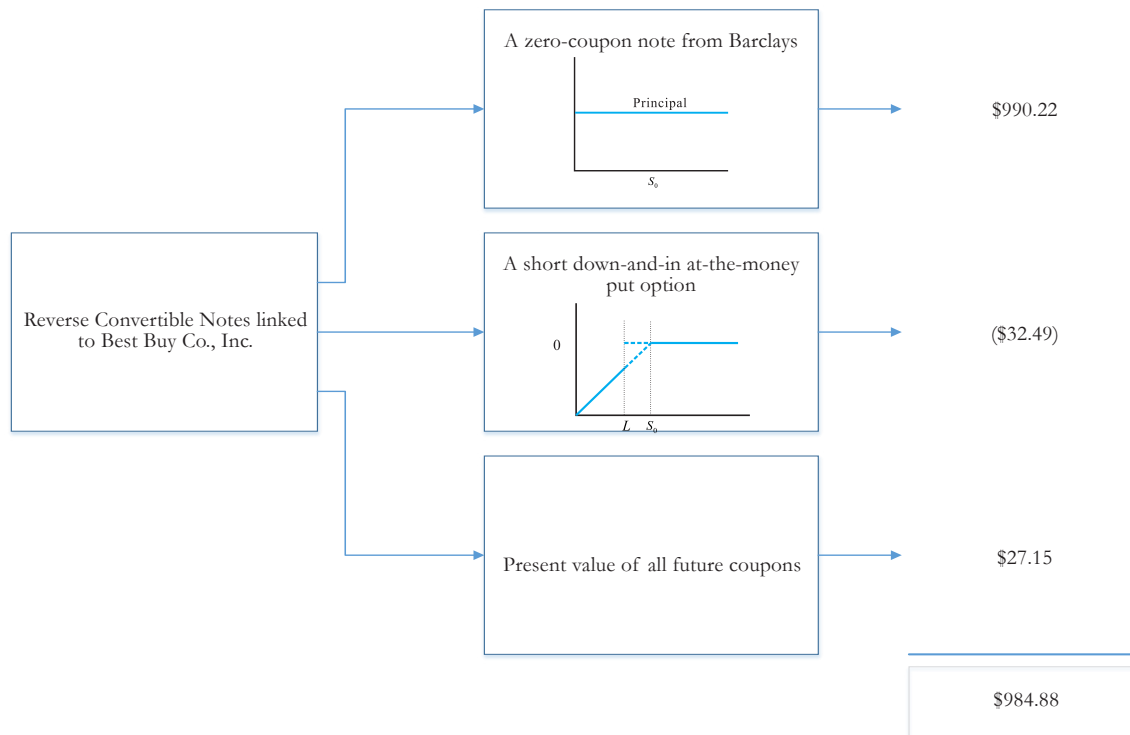 A zero-coupon note from Barclays
Principal
S₀
$990.22
Reverse Convertible Notes linked
to Best Buy Co., Inc.
A short down-and-in at-the-money
put option
0
L S₀
($32.49)
Present value of all future coupons
$27.15
$984.88